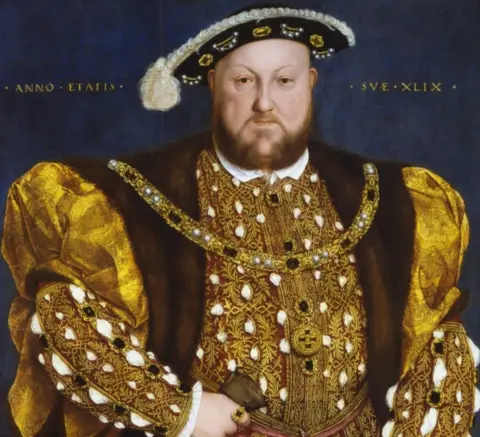 · ANNO · ETATIS ·
· SVÆ · XLIX ·